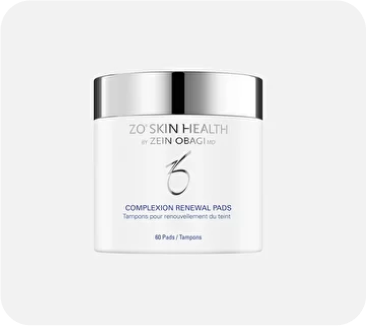 ZO® SKIN HEALTH
BY ZEIN OBAGI MD
COMPLEXION RENEWAL PADS
Tampons pour renouvellement du teint
60 Pads / Tampons